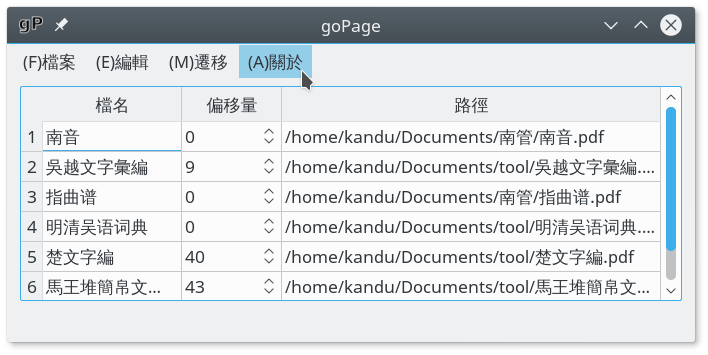 gP goPage
(F)檔案 (E)編輯 (M)遷移 (A)關於
檔名 偏移量 路徑
1 南音 0 /home/kandu/Documents/南管/南音.pdf
2 吳越文字彙編 9 /home/kandu/Documents/tool/吳越文字彙編....
3 指曲谱 0 /home/kandu/Documents/南管/指曲谱.pdf
4 明清吴语词典 0 /home/kandu/Documents/tool/明清吴语词典....
5 楚文字編 40 /home/kandu/Documents/tool/楚文字編.pdf
6 馬王堆簡帛文... 43 /home/kandu/Documents/tool/馬王堆簡帛文...